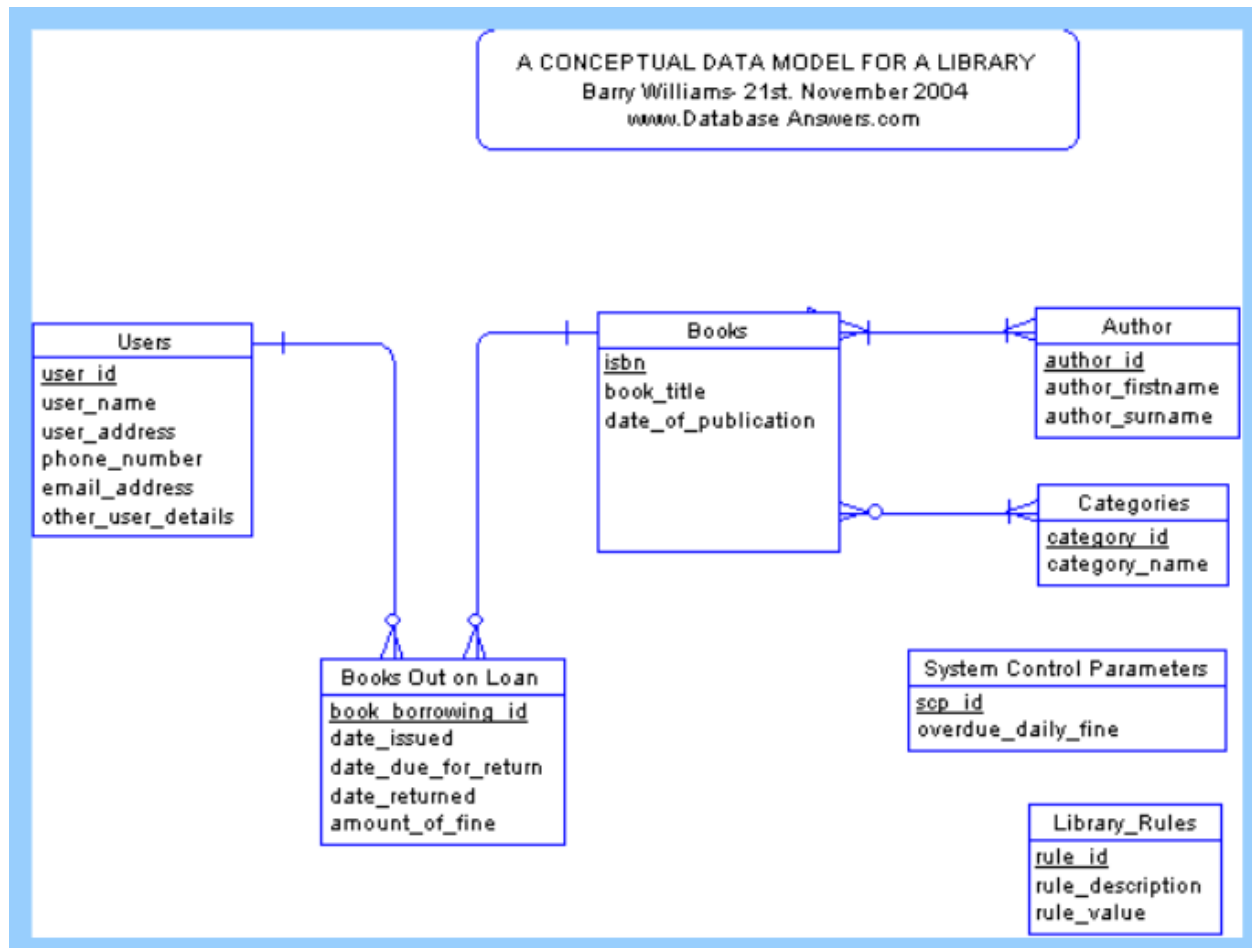 A CONCEPTUAL DATA MODEL FOR A LIBRARY
Barry Williams- 21st. November 2004
www.Database Answers.com
Users
user_id
user_name
user_address
phone_number
email_address
other_user_details
Books
isbn
book_title
date_of_publication
Author
author_id
author_firstname
author_surname
Categories
category_id
category_name
Books Out on Loan
book_borrowing_id
date_issued
date_due_for_return
date_returned
amount_of_fine
System Control Parameters
scp_id
overdue_daily_fine
Library_Rules
rule_id
rule_description
rule_value